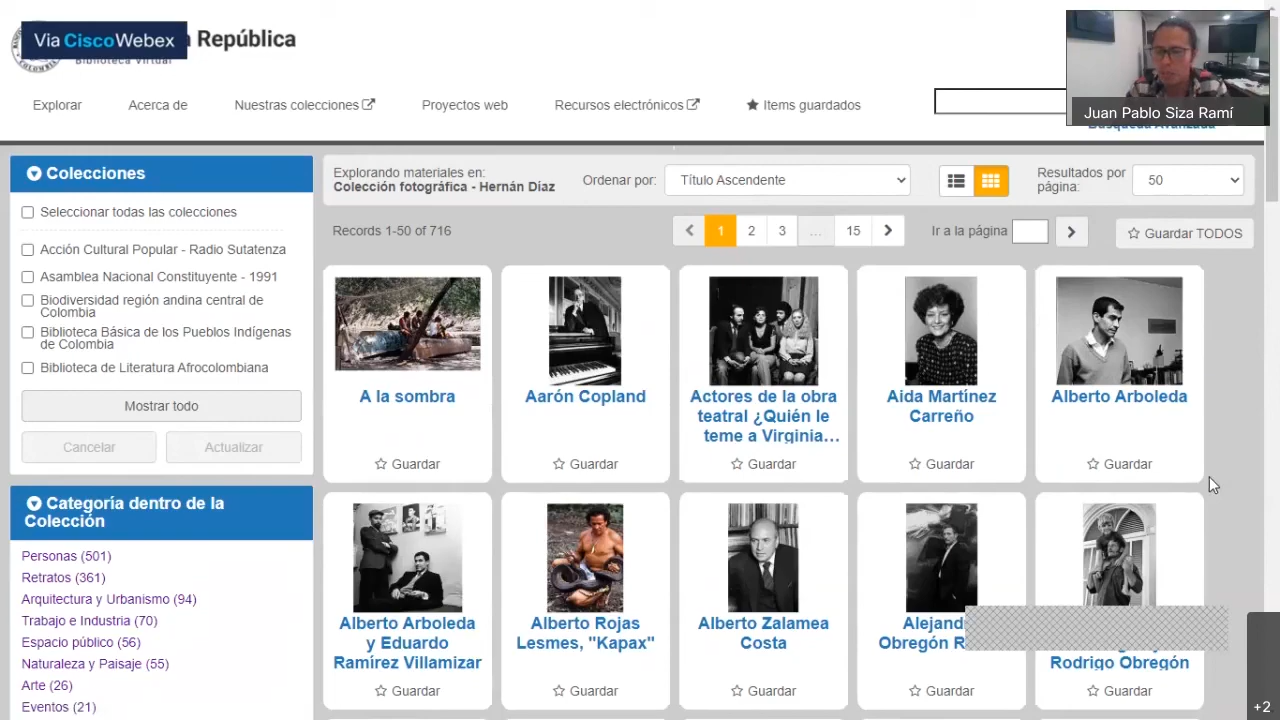 Via Cisco Webex
República
Biblioteca Virtual
Juan Pablo Siza Ramí
Explorar
Acerca de
Nuestras colecciones
Proyectos web
Recursos electrónicos
Items guardados
Búsqueda Avanzada
Colecciones
Seleccionar todas las colecciones
Acción Cultural Popular - Radio Sutatenza
Asamblea Nacional Constituyente - 1991
Biodiversidad región andina central de
Colombia
Biblioteca Básica de los Pueblos Indígenas
de Colombia
Biblioteca de Literatura Afrocolombiana
Mostrar todo
Cancelar
Actualizar
Categoría dentro de la
Colección
Personas (501)
Retratos (361)
Arquitectura y Urbanismo (94)
Trabajo e Industria (70)
Espacio público (56)
Naturaleza y Paisaje (55)
Arte (26)
Eventos (21)
Explorando materiales en:
Colección fotográfica - Hernán Díaz
Ordenar por:
Título Ascendente
Resultados por
página:
50
Records 1-50 of 716
1 2 3 ... 15
Ir a la página
Guardar TODOS
A la sombra
Guardar
Aarón Copland
Guardar
Actores de la obra
teatral ¿Quién le
teme a Virginia...
Guardar
Aida Martínez
Carreño
Guardar
Alberto Arboleda
Guardar
Alberto Arboleda
y Eduardo
Ramírez Villamizar
Guardar
Alberto Rojas
Lesmes, "Kapax"
Guardar
Alberto Zalamea
Costa
Guardar
Obregón
Guardar
Rodrigo Obregón
Guardar
+2